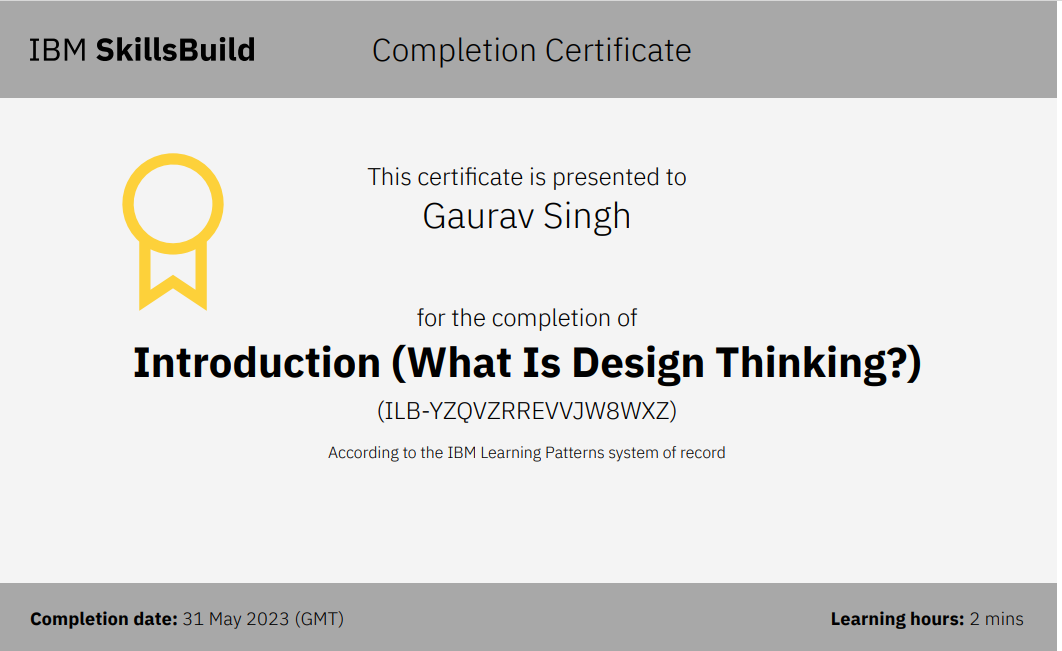 IBM SkillsBuild
Completion Certificate
This certificate is presented to
Gaurav Singh
for the completion of
Introduction (What Is Design Thinking?)
(ILB-YZQVZRREVVJW8WXZ)
According to the IBM Learning Patterns system of record
Completion date: 31 May 2023 (GMT)
Learning hours: 2 mins